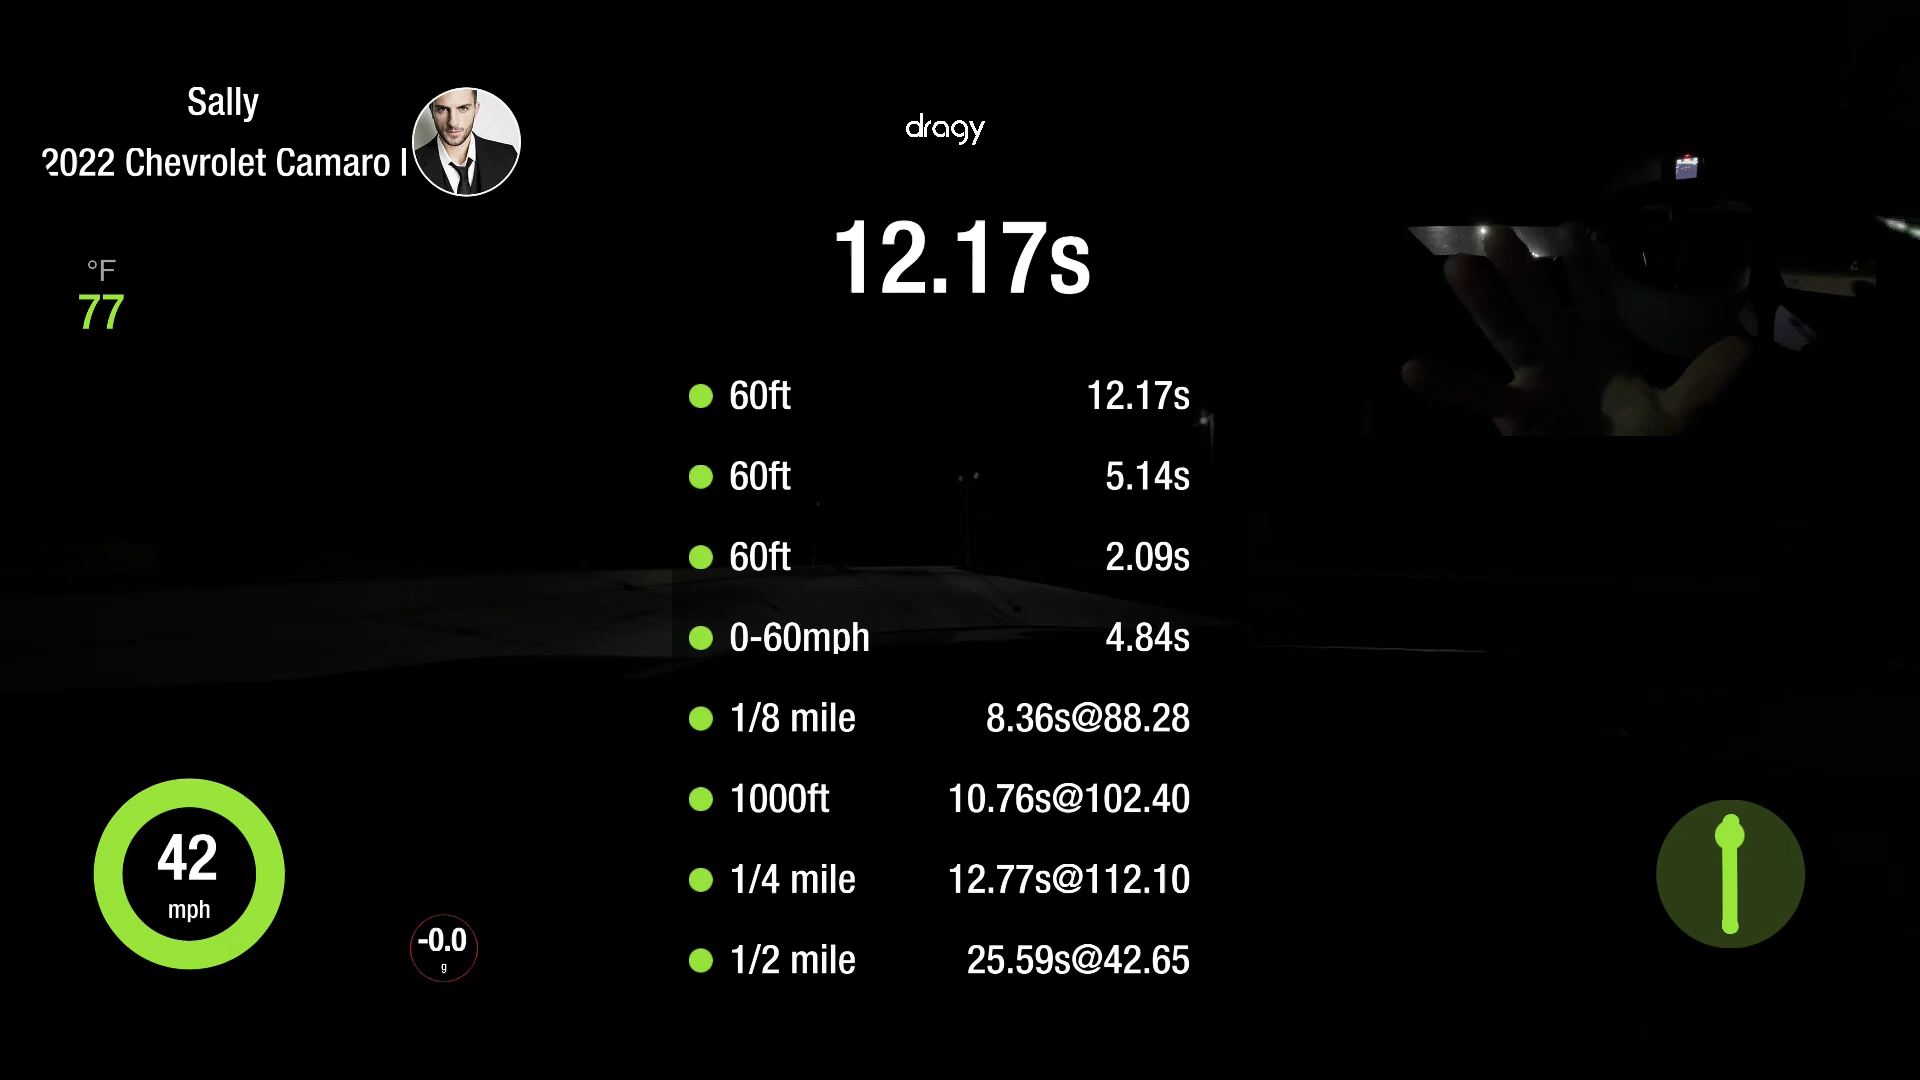 Sally
2022 Chevrolet Camaro
dragy
12.17s
°F
77
60ft 12.17s
60ft 5.14s
60ft 2.09s
0-60mph 4.84s
1/8 mile 8.36s@88.28
1000ft 10.76s@102.40
1/4 mile 12.77s@112.10
1/2 mile 25.59s@42.65
42
mph
-0.0
g